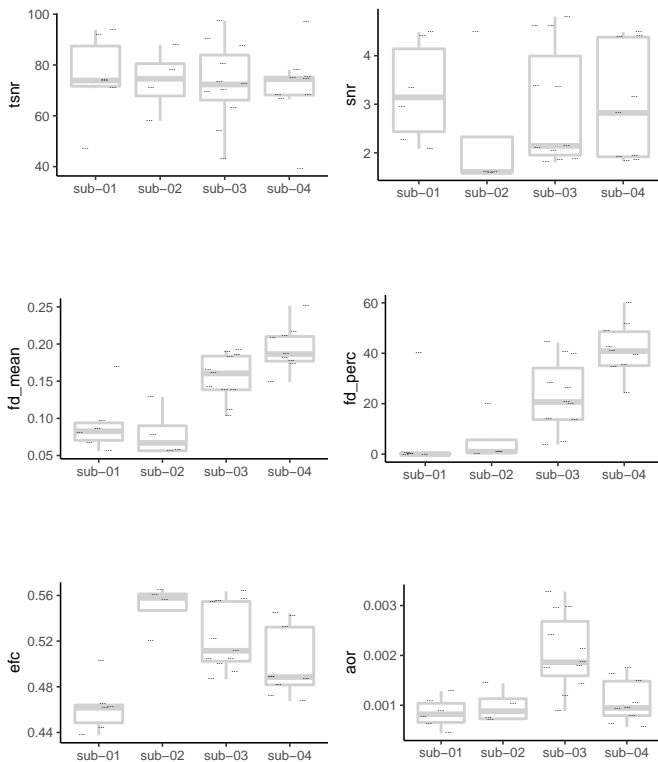 tsnr
100
80
60
40
sub−01 sub−02 sub−03 sub−04
snr
4
3
2
sub−01 sub−02 sub−03 sub−04
fd_mean
0.25
0.20
0.15
0.10
0.05
sub−01 sub−02 sub−03 sub−04
fd_perc
60
40
20
0
sub−01 sub−02 sub−03 sub−04
efc
0.56
0.52
0.48
0.44
sub−01 sub−02 sub−03 sub−04
aor
0.003
0.002
0.001
sub−01 sub−02 sub−03 sub−04